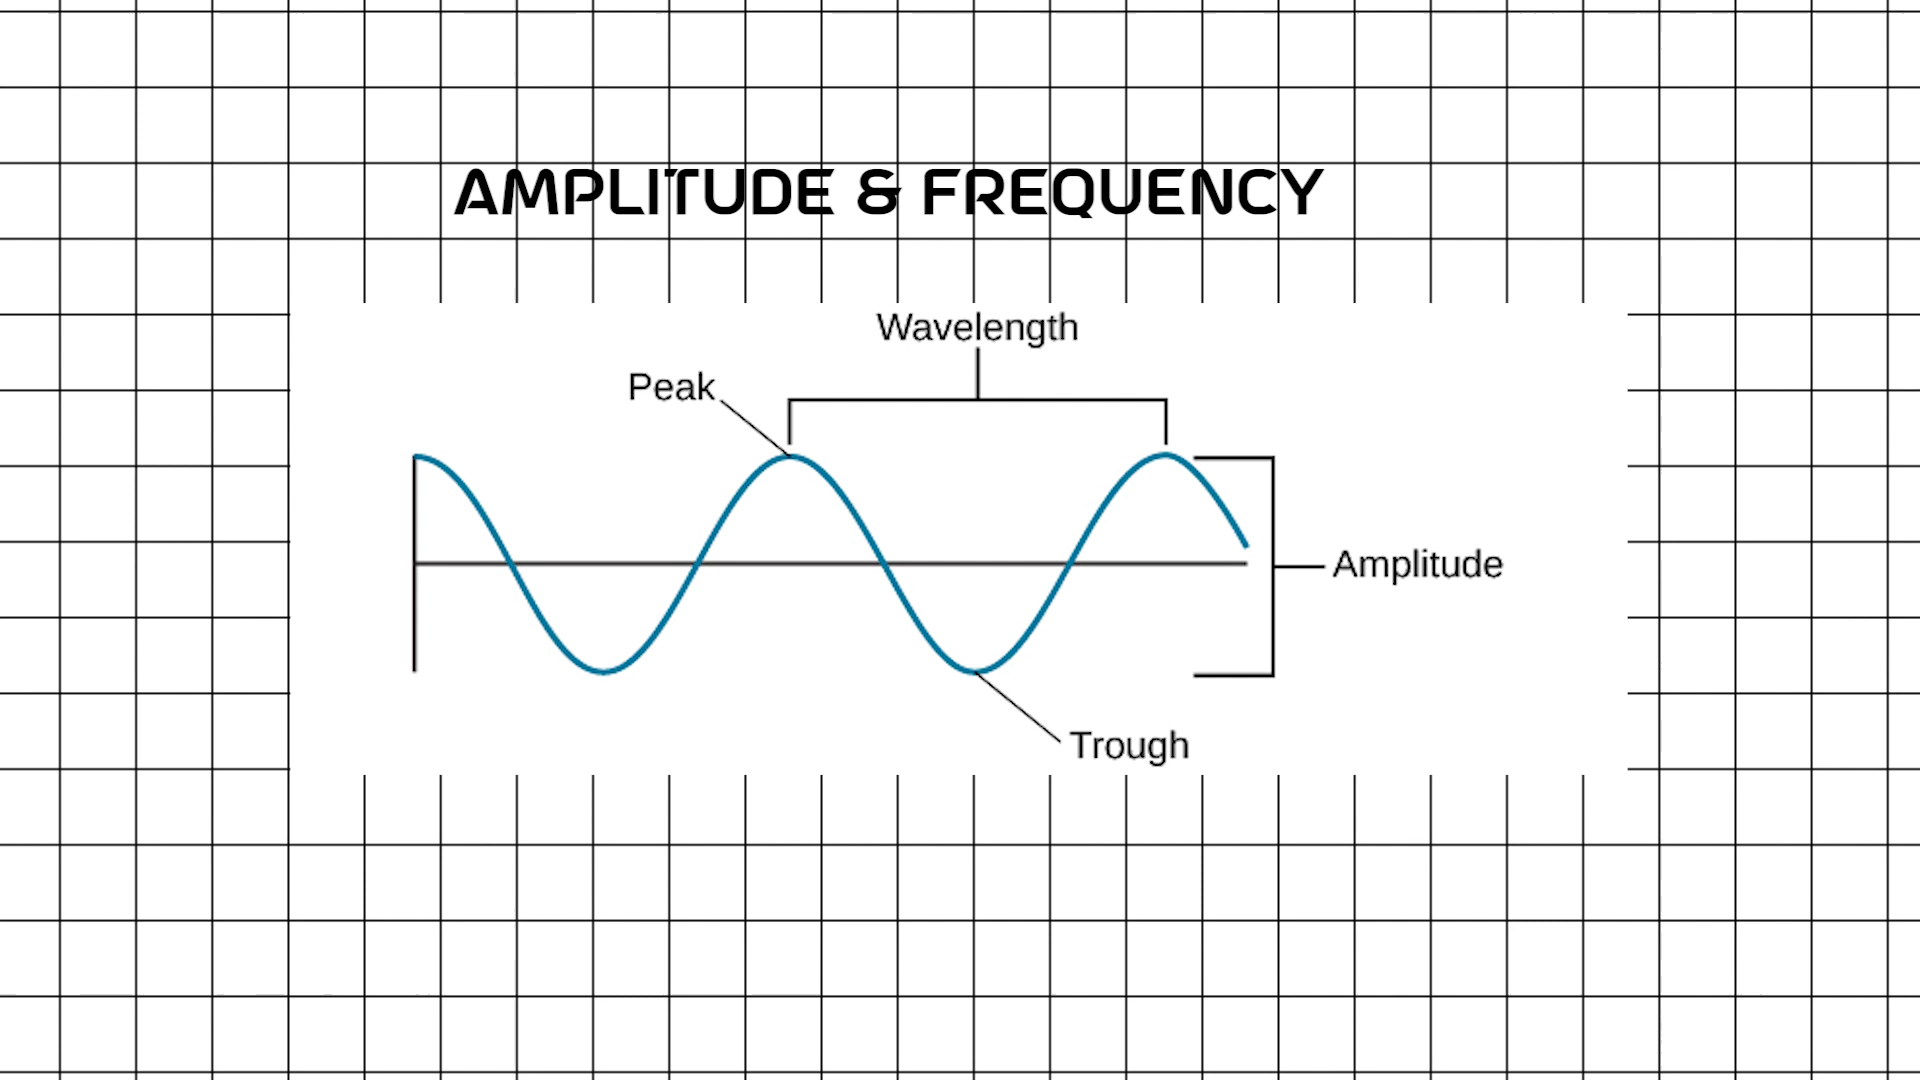 AMPLITUDE & FREQUENCY
Wavelength
Peak
Amplitude
Trough